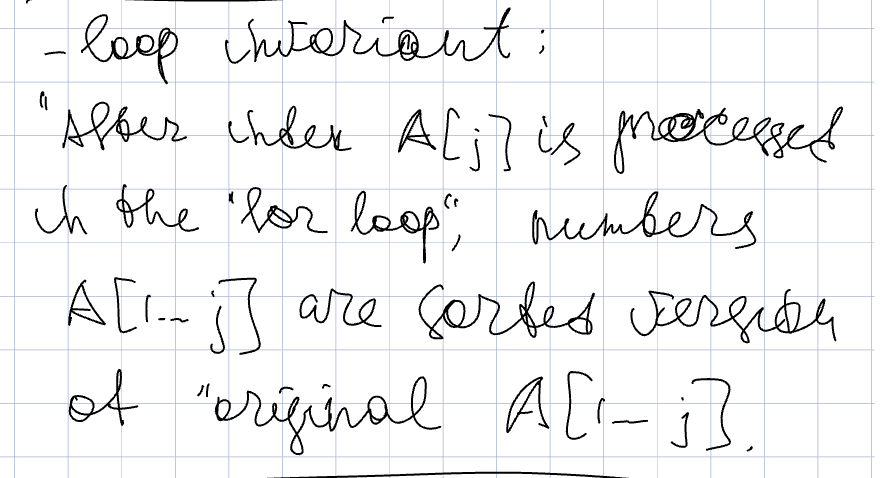 - loop invariant:
"After index A[j] is processed
in the "for loop", numbers
A[1..j] are sorted version
of "original A[1..j].